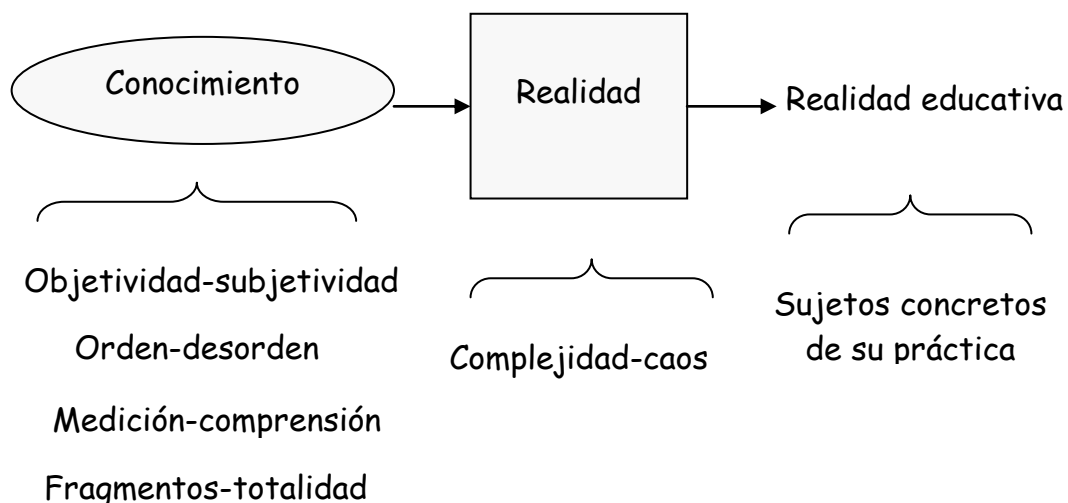 Conocimiento
Realidad
Realidad educativa
Objetividad-subjetividad
Orden-desorden
Medición-comprensión
Fragmentos-totalidad
Complejidad-caos
Sujetos concretos
de su práctica